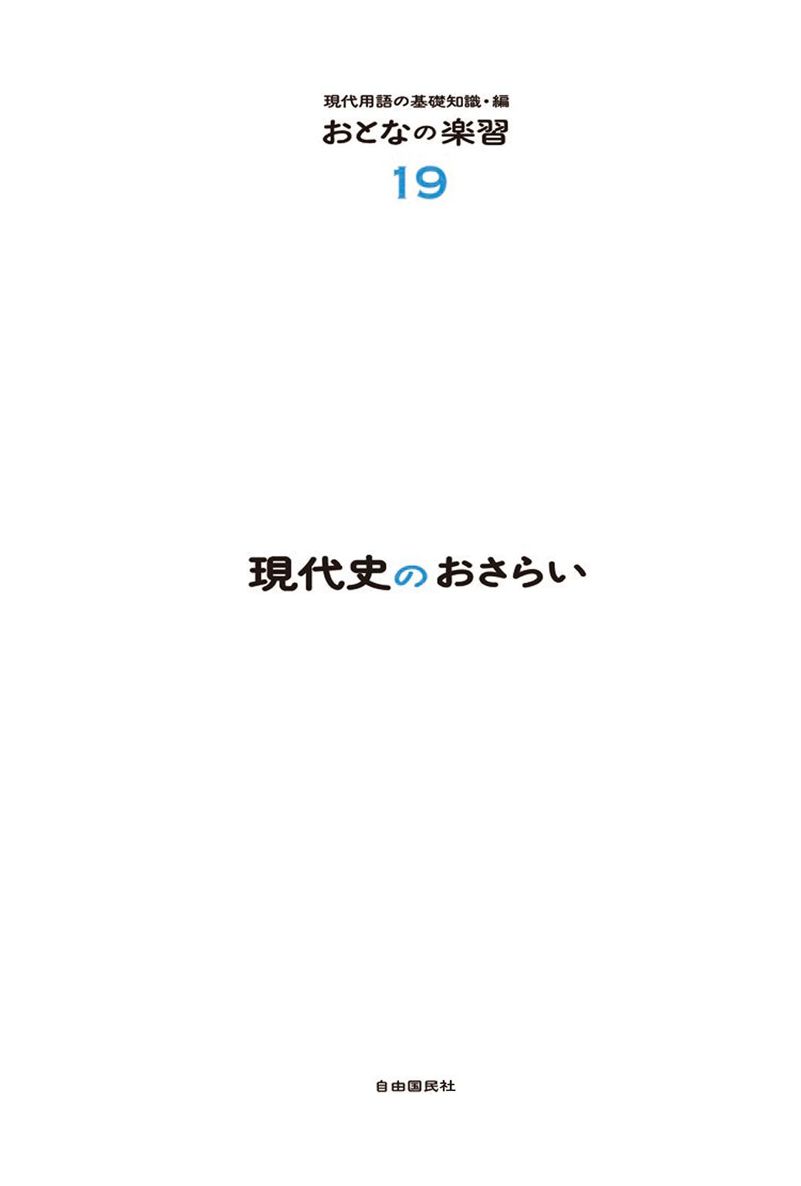 現代用語の基礎知識・編
おとなの楽習
19
現代史のおさらい
自由国民社